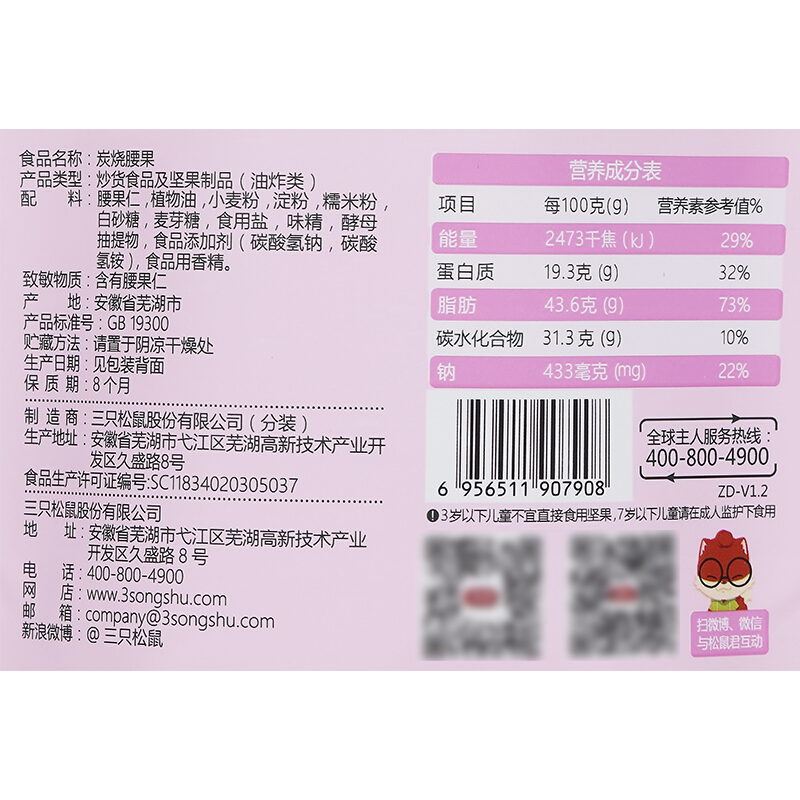 食品名称：炭烧腰果
产品类型：炒货食品及坚果制品（油炸类）
配　　料：腰果仁，植物油，小麦粉，淀粉，糯米粉，
白砂糖，麦芽糖，食用盐，味精，酵母
抽提物，食品添加剂（碳酸氢钠，碳酸
氢铵），食品用香精。
致敏物质：含有腰果仁
产　　地：安徽省芜湖市
产品标准号：GB 19300
贮藏方法：请置于阴凉干燥处
生产日期：见包装背面
保 质 期：8个月
制 造 商：三只松鼠股份有限公司（分装）
生产地址：安徽省芜湖市弋江区芜湖高新技术产业开
发区久盛路8号
食品生产许可证编号:SC11834020305037
三只松鼠股份有限公司
地　　址：安徽省芜湖市弋江区芜湖高新技术产业
开发区久盛路 8 号
电　　话：400-800-4900
网　　店：www.3songshu.com
邮　　箱：company@3songshu.com
新浪微博：@ 三只松鼠
营养成分表
项目 每100克(g) 营养素参考值%
能量 2473千焦 (kJ) 29%
蛋白质 19.3克 (g) 32%
脂肪 43.6克 (g) 73%
碳水化合物 31.3克 (g) 10%
钠 433毫克 (mg) 22%
6 956511 907908
全球主人服务热线：
400-800-4900
ZD-V1.2
3岁以下儿童不宜直接食用坚果,7岁以下儿童请在成人监护下食用
扫微博、微信
与松鼠君互动